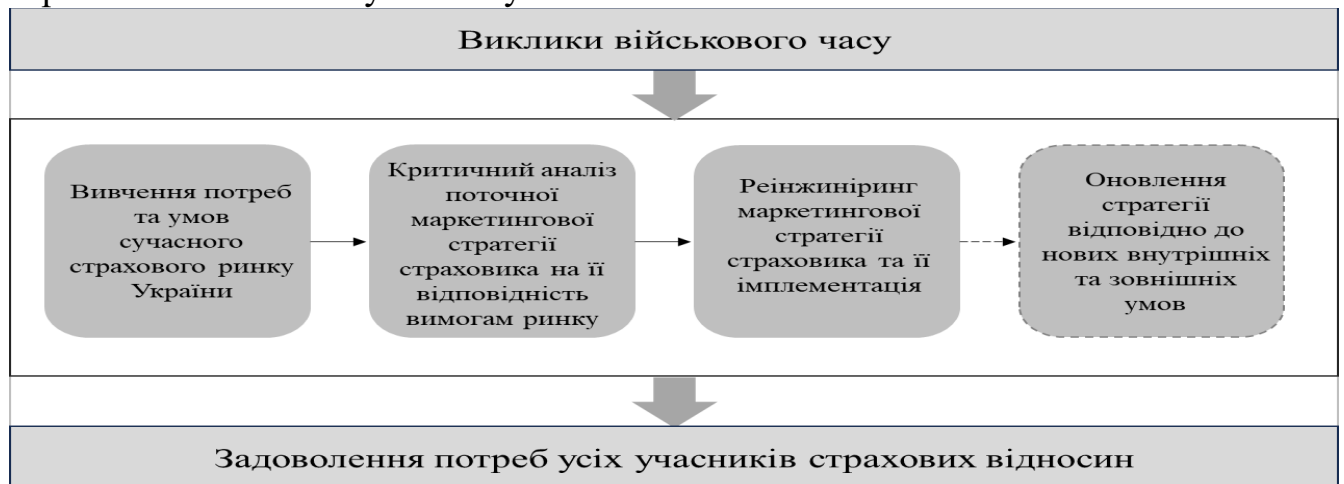 Виклики військового часу
Вивчення потреб
та умов
сучасного
страхового ринку
України
Критичний аналіз
поточної
маркетингової
стратегії
страховика на її
відповідність
вимогам ринку
Реінжиніринг
маркетингової
стратегії
страховика та її
імплементація
Оновлення
стратегії
відповідно до
нових внутрішніх
та зовнішніх
умов
Задоволення потреб усіх учасників страхових відносин